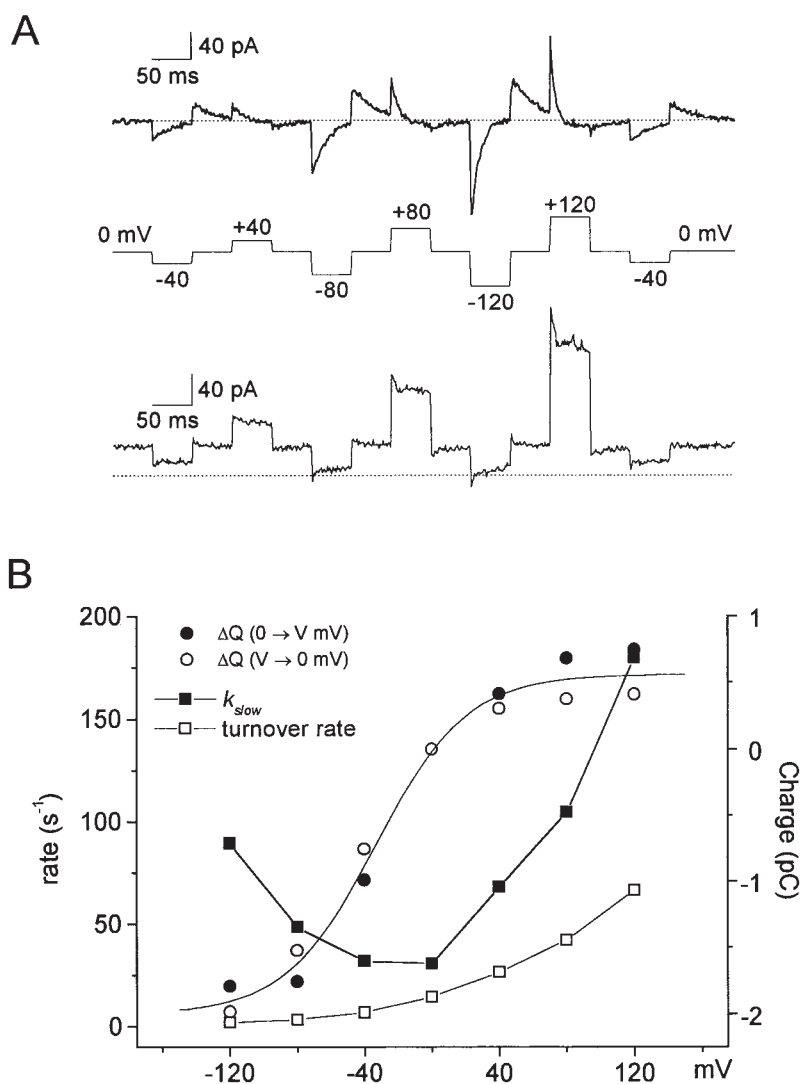 A
40 pA
50 ms
0 mV
+40
+80
+120
0 mV
-40
-80
-120
-40
40 pA
50 ms
B
200
150
100
50
0
rate (s⁻¹)
ΔQ (0 → V mV)
ΔQ (V → 0 mV)
k_slow
turnover rate
1
0
-1
-2
Charge (pC)
-120
-40
40
120
mV